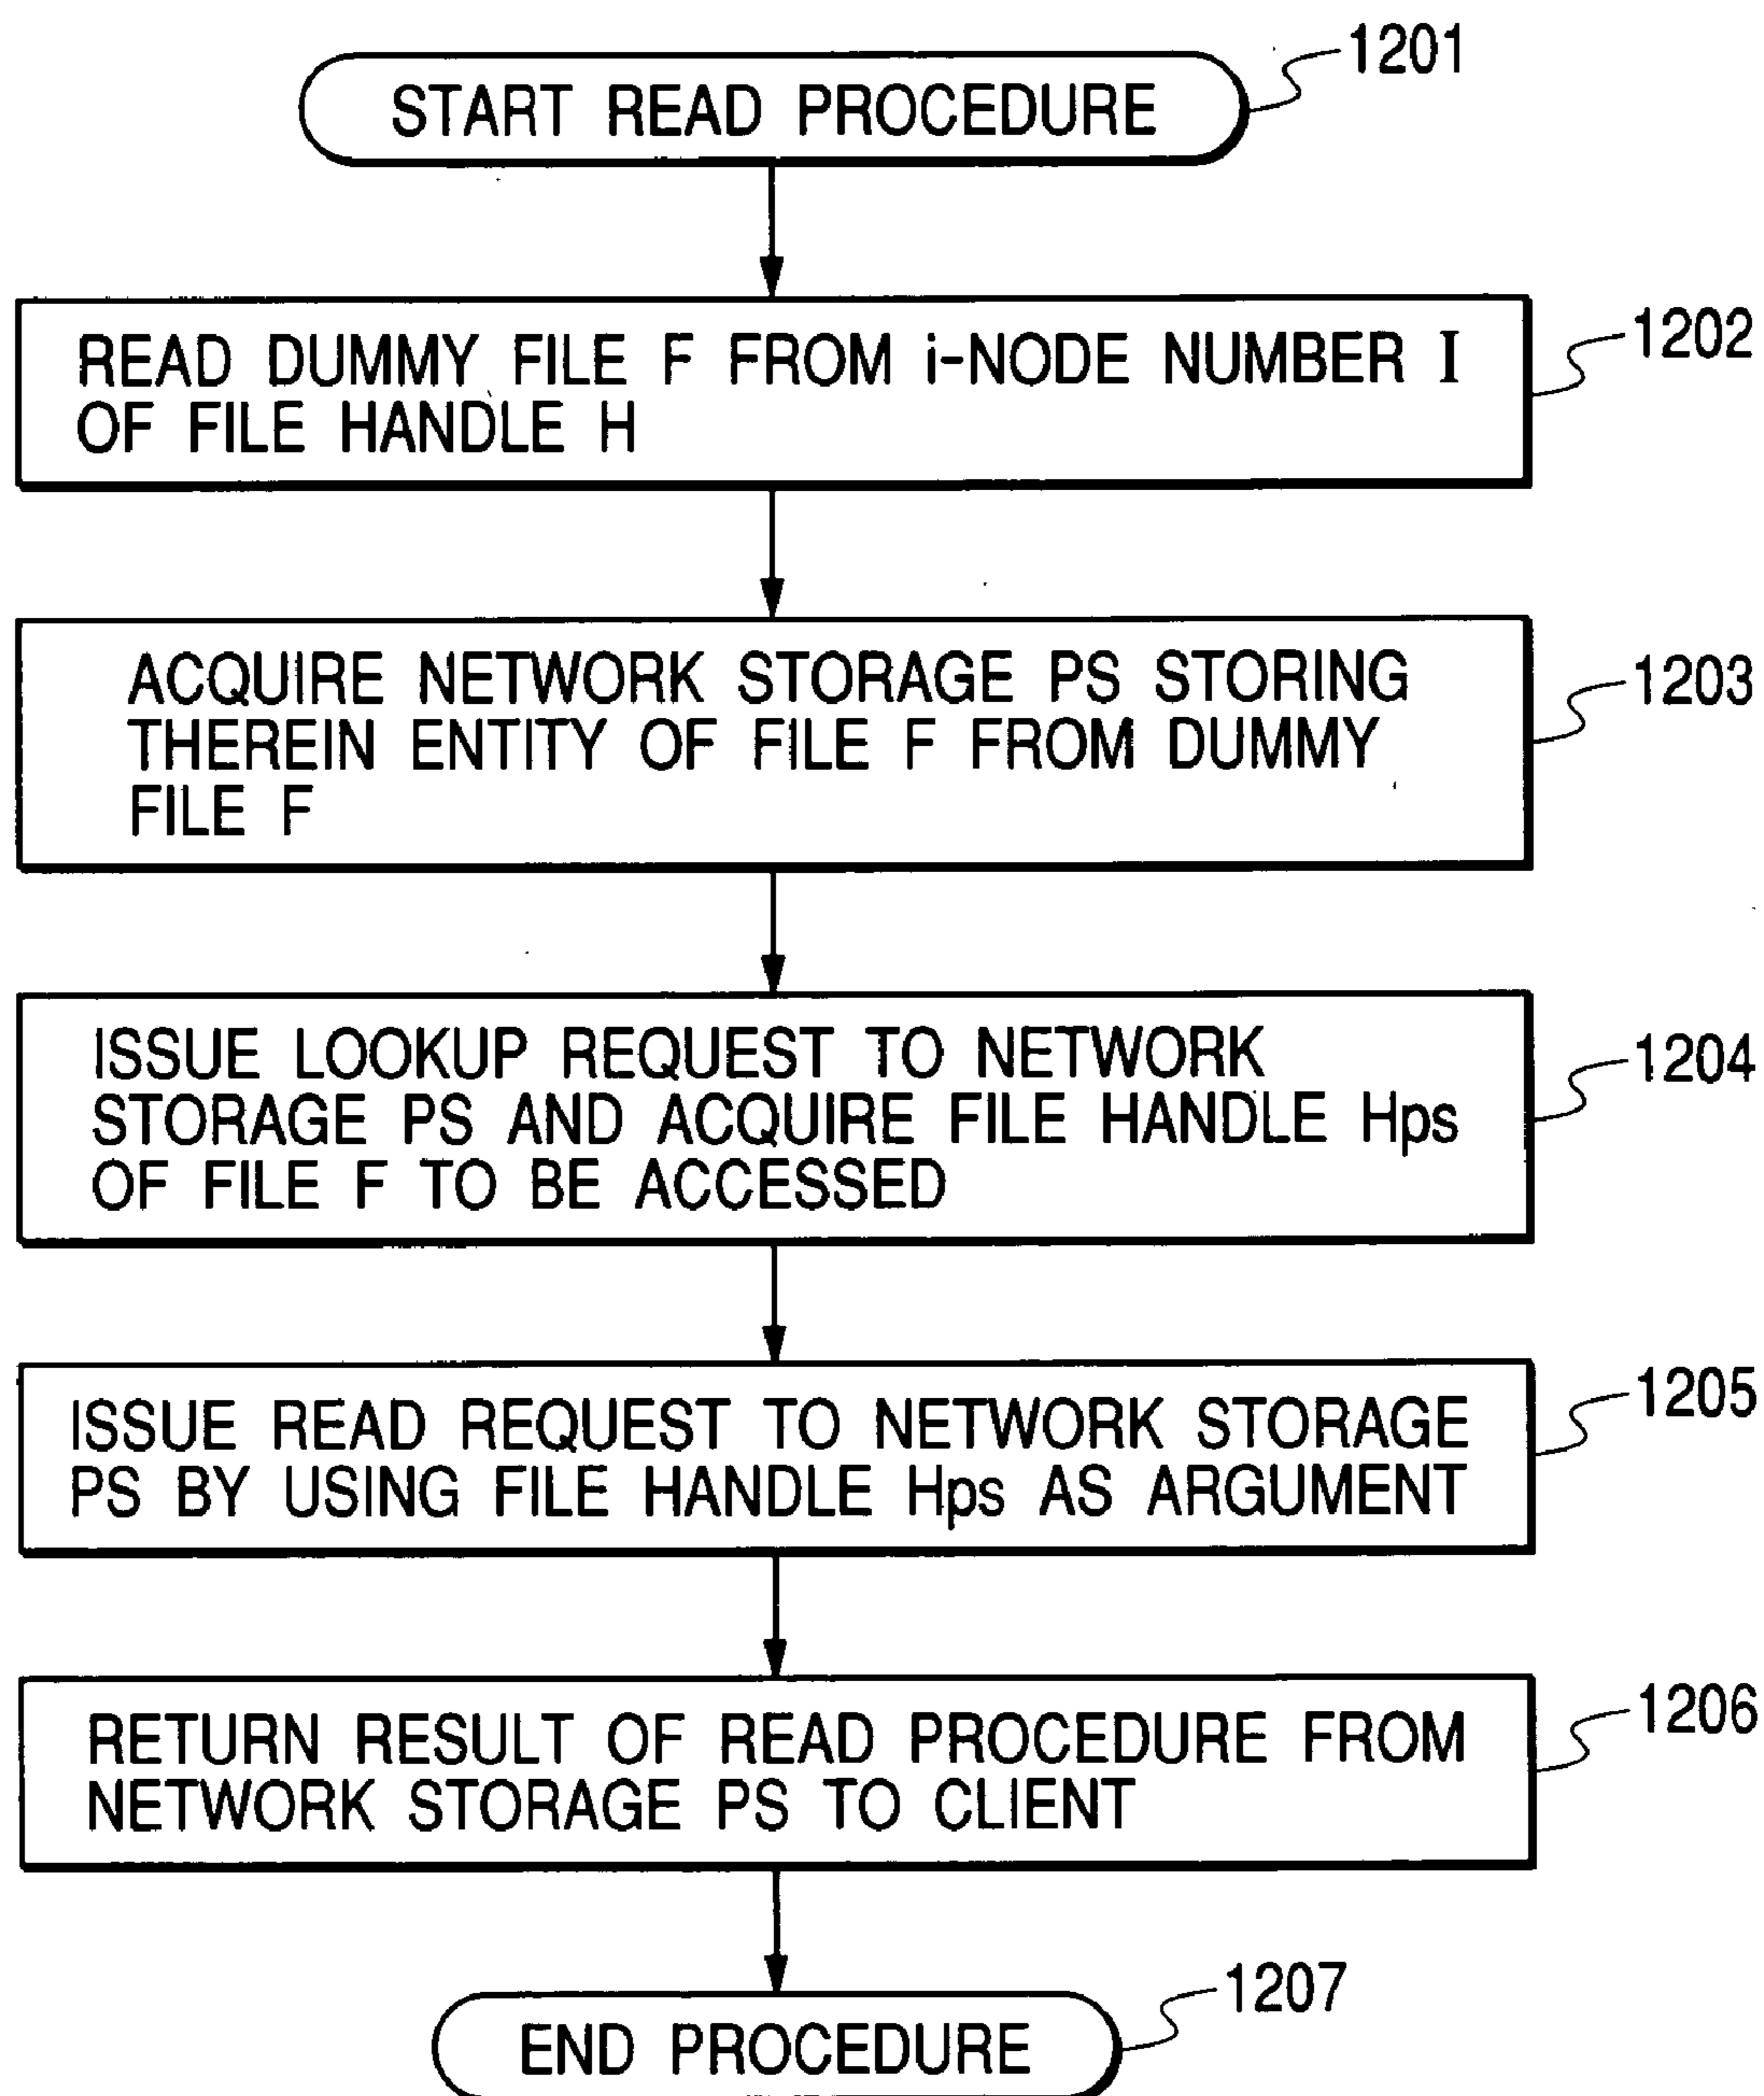 START READ PROCEDURE
1201
READ DUMMY FILE F FROM i-NODE NUMBER I
OF FILE HANDLE H
1202
ACQUIRE NETWORK STORAGE PS STORING
THEREIN ENTITY OF FILE F FROM DUMMY
FILE F
1203
ISSUE LOOKUP REQUEST TO NETWORK
STORAGE PS AND ACQUIRE FILE HANDLE Hps
OF FILE F TO BE ACCESSED
1204
ISSUE READ REQUEST TO NETWORK STORAGE
PS BY USING FILE HANDLE Hps AS ARGUMENT
1205
RETURN RESULT OF READ PROCEDURE FROM
NETWORK STORAGE PS TO CLIENT
1206
END PROCEDURE
1207